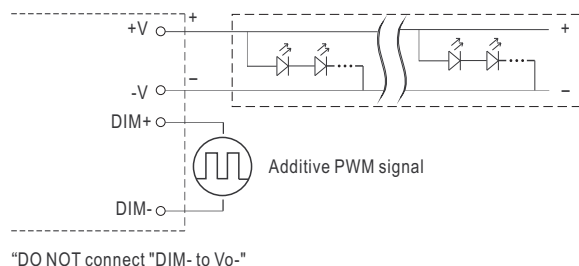 +V
+
+
-V
−
−
DIM+
Additive PWM signal
DIM-
“DO NOT connect "DIM- to Vo-"